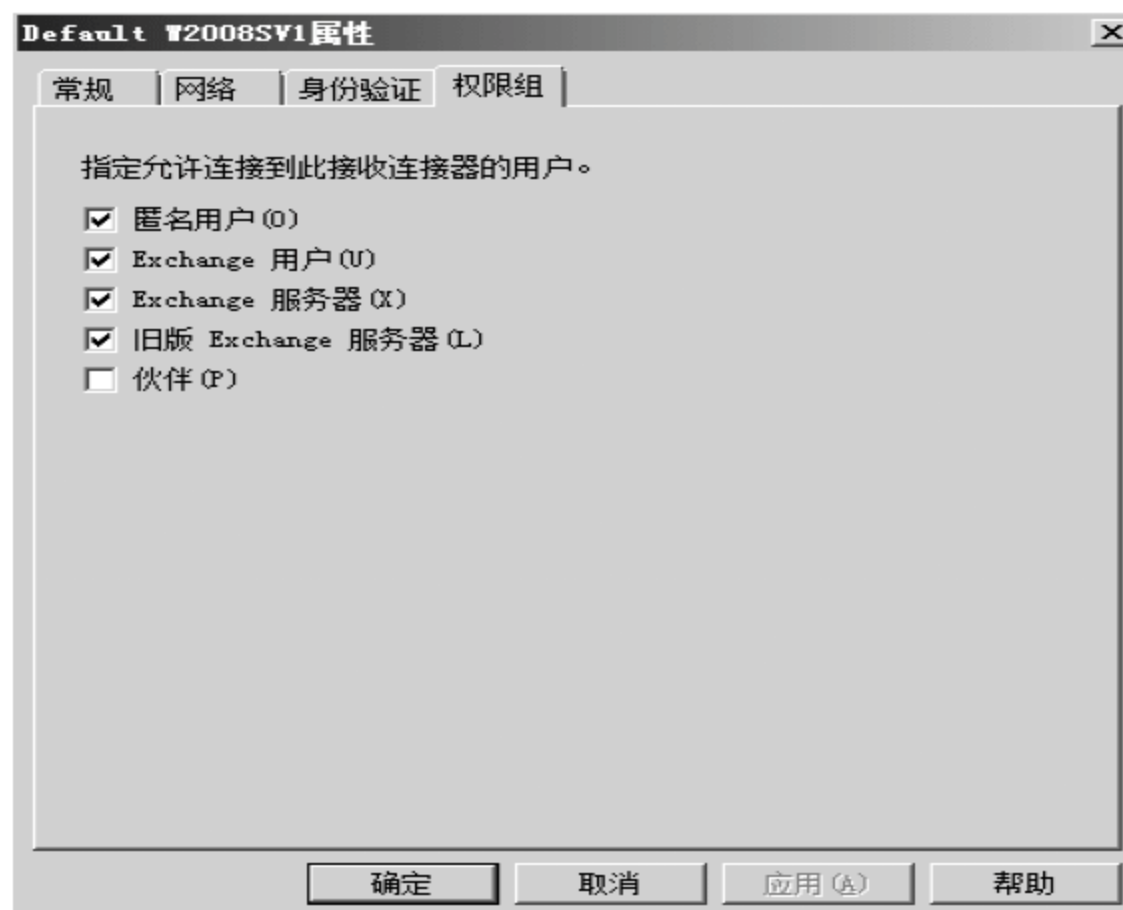 Default W2008SV1属性
常规 网络 身份验证 权限组
指定允许连接到此接收连接器的用户。
匿名用户(O)
Exchange 用户(U)
Exchange 服务器(X)
旧版 Exchange 服务器(L)
伙伴(P)
确定 取消 应用(A) 帮助